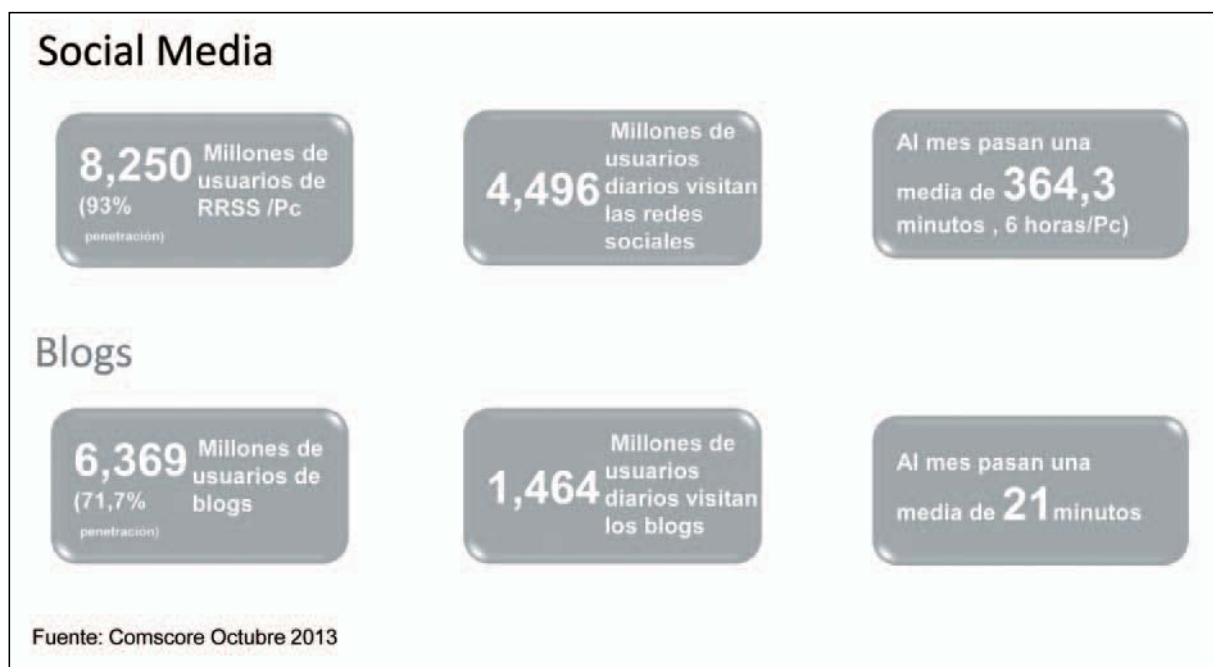 Social Media
8,250 Millones de
usuarios de
(93% RRSS /Pc
penetración)
Millones de
usuarios
4,496 diarios visitan
las redes
sociales
Al mes pasan una
media de 364,3
minutos , 6 horas/Pc)
Blogs
6,369 Millones de
usuarios de
(71,7% blogs
penetración)
Millones de
usuarios
1,464 diarios visitan
los blogs
Al mes pasan una
media de 21 minutos
Fuente: Comscore Octubre 2013